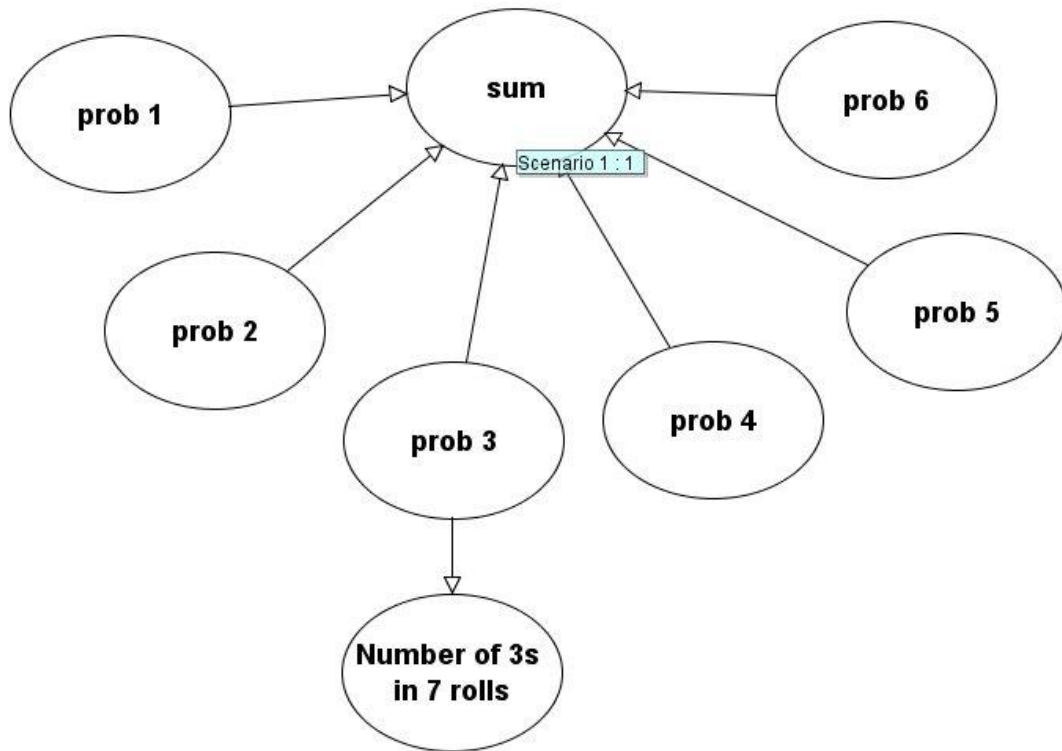 prob 1
sum
prob 6
Scenario 1 : 1
prob 2
prob 5
prob 3
prob 4
Number of 3s
in 7 rolls